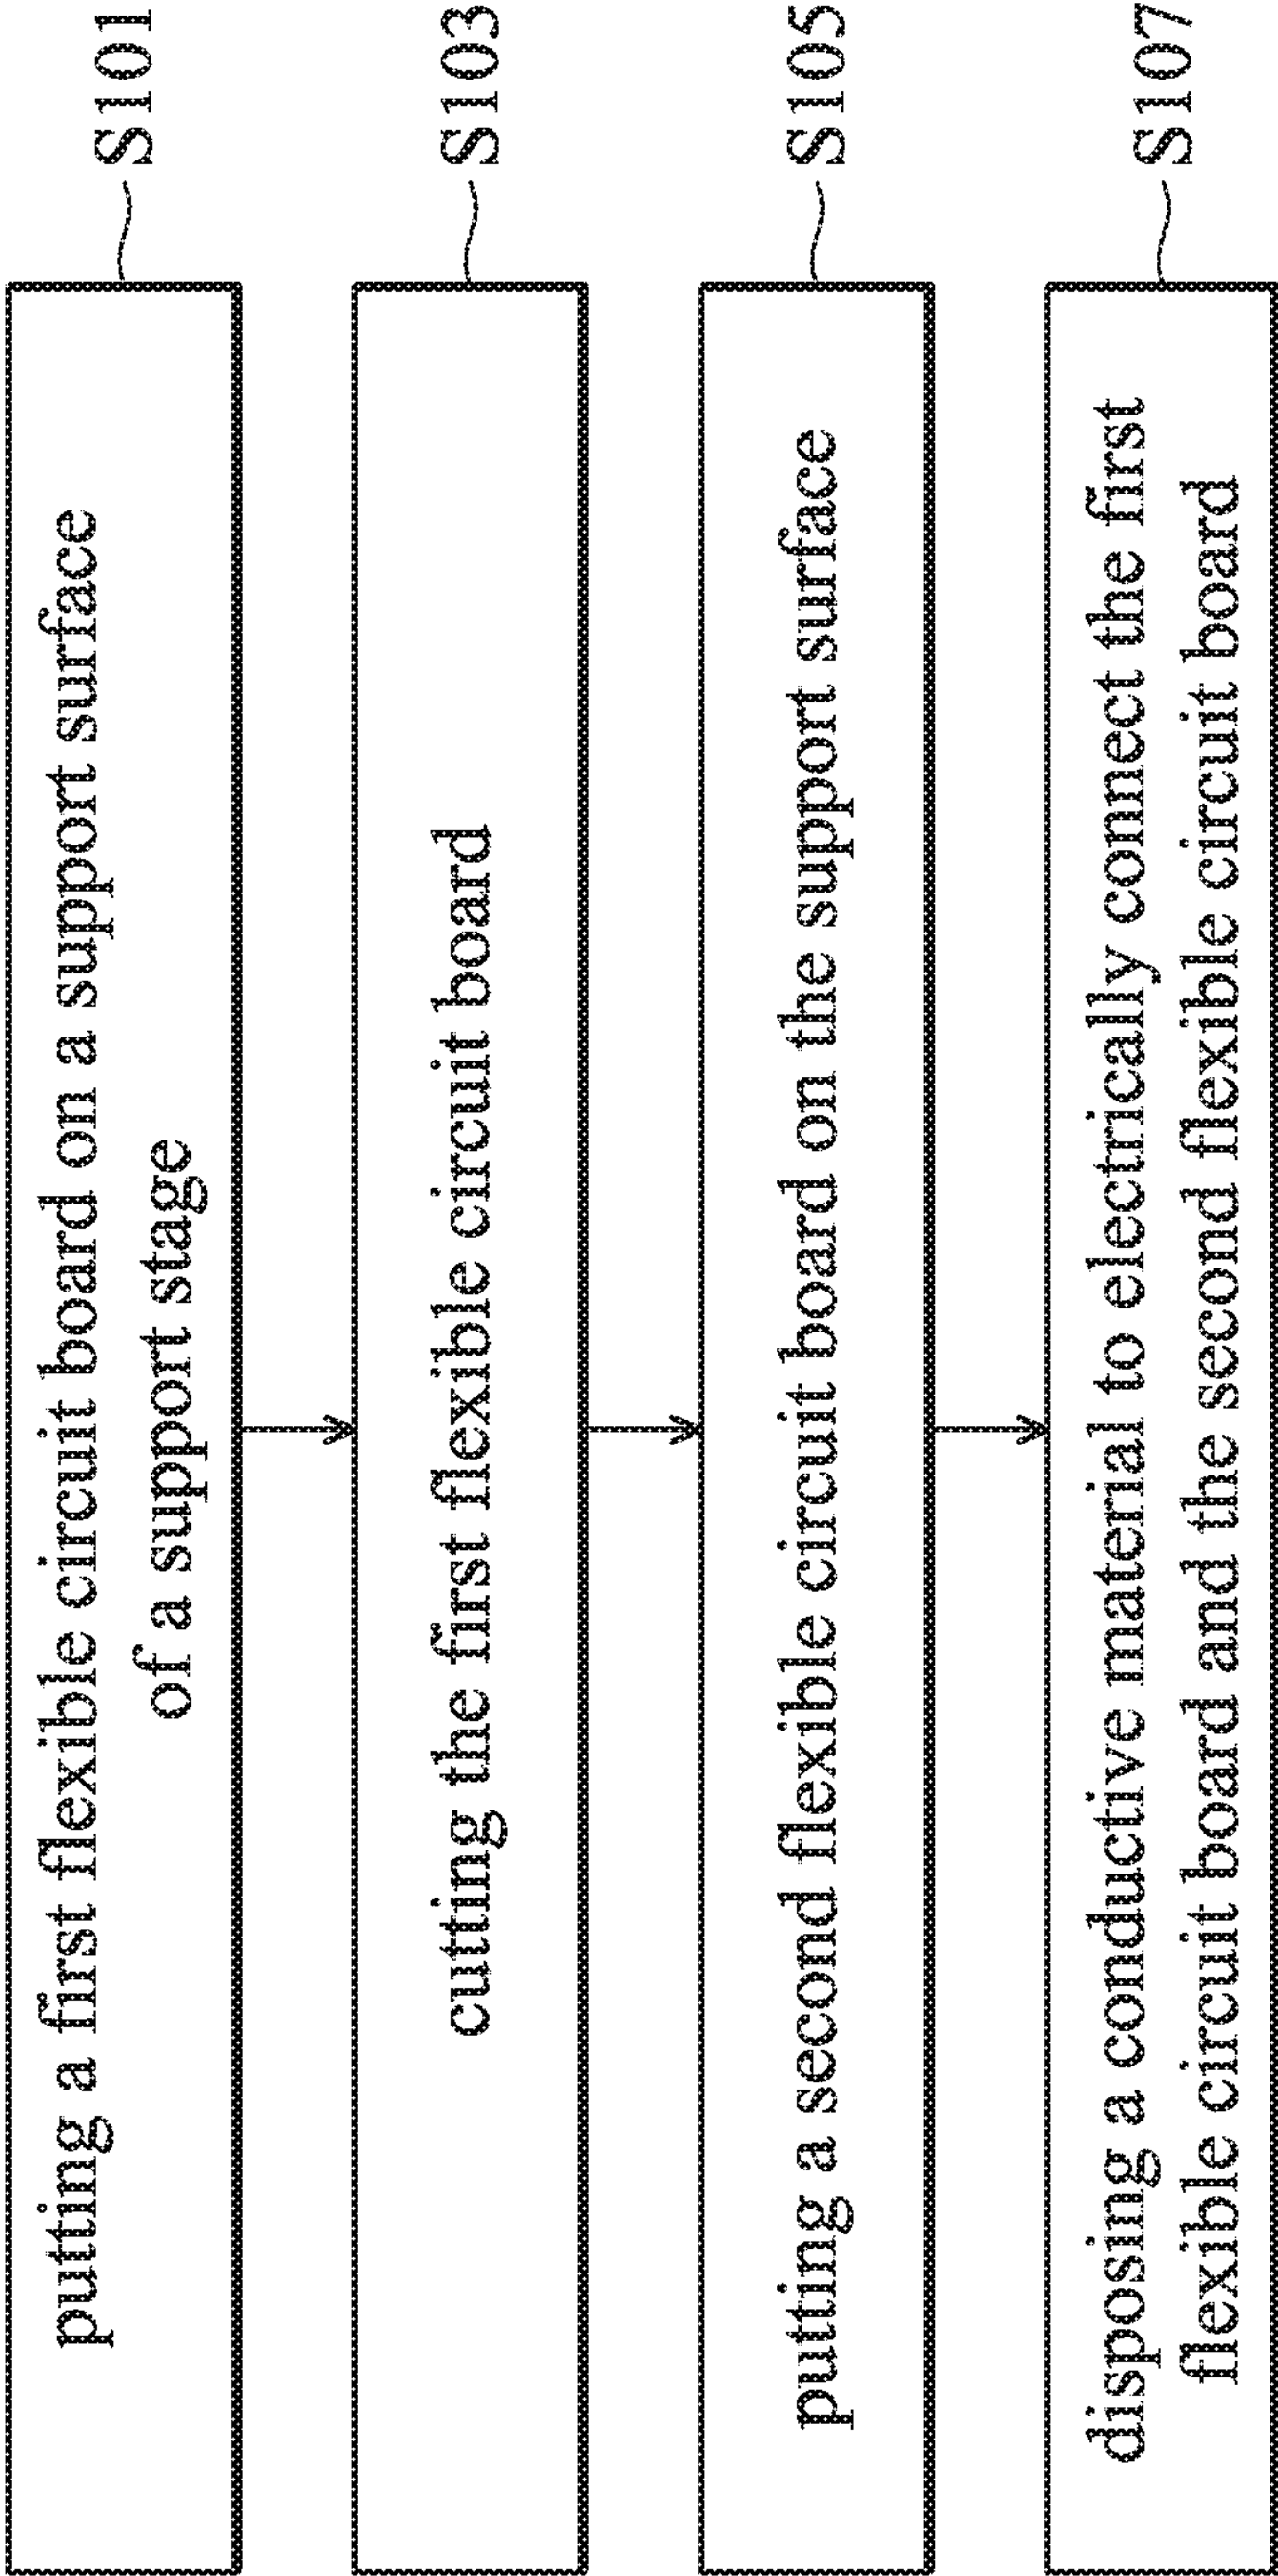 putting a first flexible circuit board on a support surface
of a support stage
S101
cutting the first flexible circuit board
S103
putting a second flexible circuit board on the support surface
S105
disposing a conductive material to electrically connect the first
flexible circuit board and the second flexible circuit board
S107